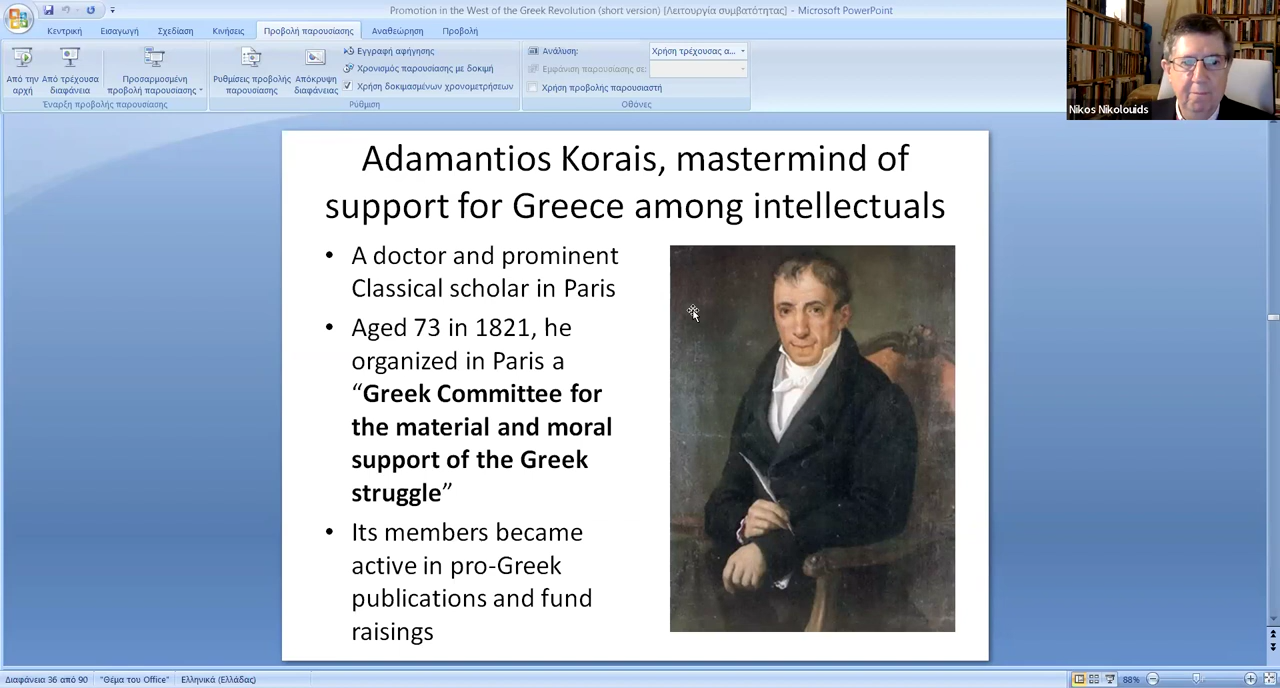 Promotion in the West of the Greek Revolution (short version) [Λειτουργία συμβατότητας] - Microsoft PowerPoint
Κεντρική Εισαγωγή Σχεδίαση Κινήσεις Προβολή παρουσίασης Αναθεώρηση Προβολή
Από την αρχή
Από τρέχουσα διαφάνεια
Προσαρμοσμένη προβολή παρουσίασης
Έναρξη προβολής παρουσίασης
Ρυθμίσεις προβολής παρουσίασης
Απόκρυψη διαφάνειας
Εγγραφή αφήγησης
Χρονισμός παρουσίασης με δοκιμή
Χρήση δοκιμασμένων χρονομετρήσεων
Ρύθμιση
Ανάλυση: Χρήση τρέχουσας α...
Εμφάνιση παρουσίασης σε:
Χρήση προβολής παρουσιαστή
Οθόνες
Nikos Nikolouids
Adamantios Korais, mastermind of
support for Greece among intellectuals
• A doctor and prominent
Classical scholar in Paris
• Aged 73 in 1821, he
organized in Paris a
“Greek Committee for
the material and moral
support of the Greek
struggle”
• Its members became
active in pro-Greek
publications and fund
raisings
Διαφάνεια 36 από 90 "Θέμα του Office" Ελληνικά (Ελλάδας) 88%